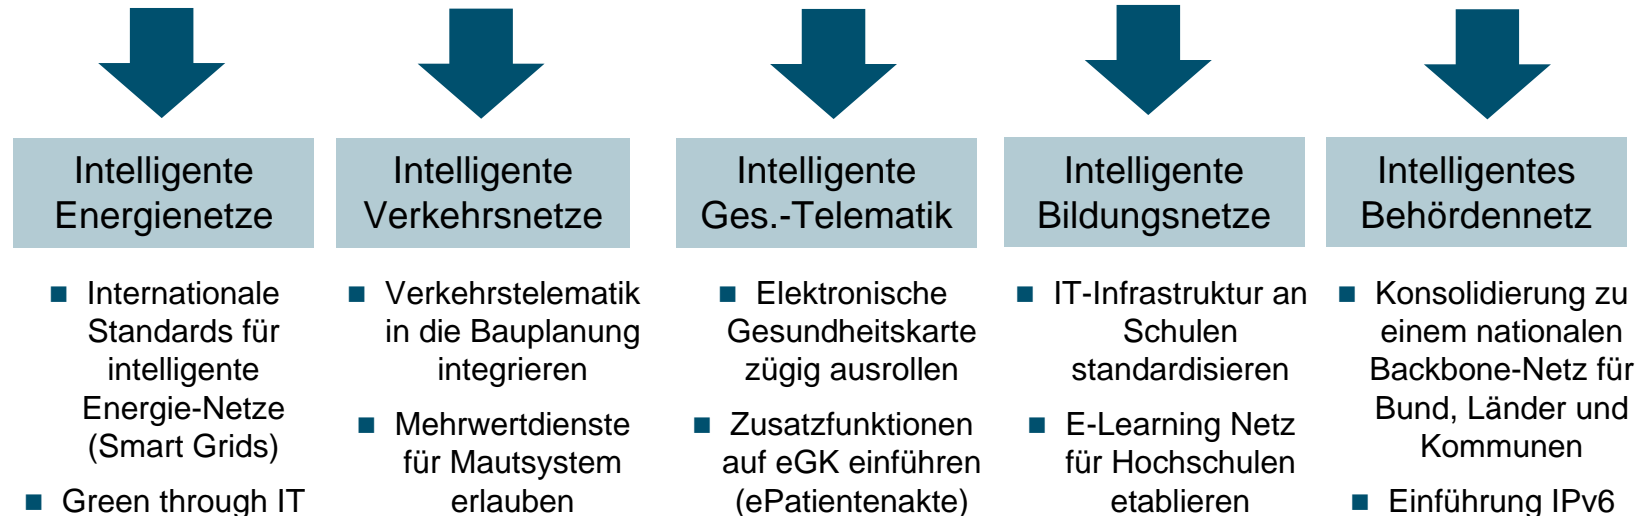 Intelligente
Energienetze
Intelligente
Verkehrsnetze
Intelligente
Ges.-Telematik
Intelligente
Bildungsnetze
Intelligentes
Behördennetz
Internationale
Standards für
intelligente
Energie-Netze
(Smart Grids)
Green through IT
Verkehrstelematik
in die Bauplanung
integrieren
Mehrwertdienste
für Mautsystem
erlauben
Elektronische
Gesundheitskarte
zügig ausrollen
Zusatzfunktionen
auf eGK einführen
(ePatientenakte)
IT-Infrastruktur an
Schulen
standardisieren
E-Learning Netz
für Hochschulen
etablieren
Konsolidierung zu
einem nationalen
Backbone-Netz für
Bund, Länder und
Kommunen
Einführung IPv6